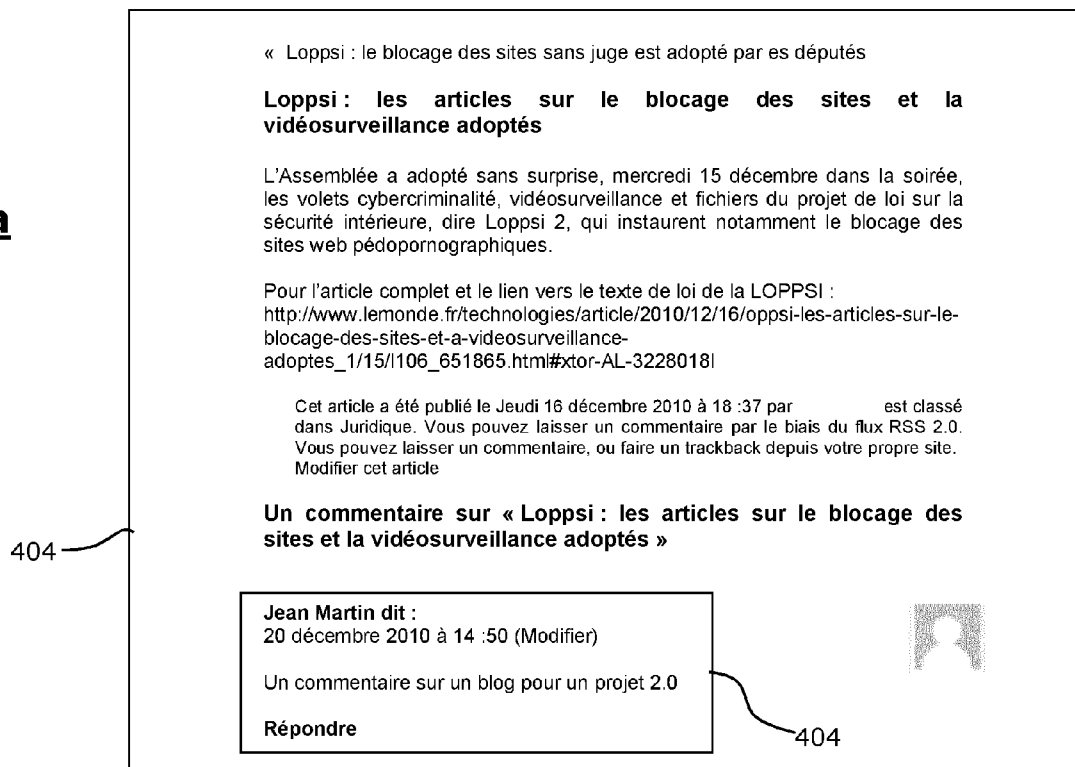 « Loppsi : le blocage des sites sans juge est adopté par es députés
Loppsi : les articles sur le blocage des sites et la
vidéosurveillance adoptés
L'Assemblée a adopté sans surprise, mercredi 15 décembre dans la soirée,
les volets cybercriminalité, vidéosurveillance et fichiers du projet de loi sur la
a
sécurité intérieure, dire Loppsi 2, qui instaurent notamment le blocage des
sites web pédopornographiques.
Pour l'article complet et le lien vers le texte de loi de la LOPPSI :
http://www.lemonde.fr/technologies/article/2010/12/16/oppsi-les-articles-sur-le-
blocage-des-sites-et-a-videosurveillance-
adoptes_1/15/l106_651865.html#xtor-AL-3228018l
Cet article a été publié le Jeudi 16 décembre 2010 à 18 :37 par est classé
dans Juridique. Vous pouvez laisser un commentaire par le biais du flux RSS 2.0.
Vous pouvez laisser un commentaire, ou faire un trackback depuis votre propre site.
Modifier cet article
Un commentaire sur « Loppsi : les articles sur le blocage des
sites et la vidéosurveillance adoptés »
404
Jean Martin dit :
20 décembre 2010 à 14 :50 (Modifier)
Un commentaire sur un blog pour un projet 2.0
Répondre
404